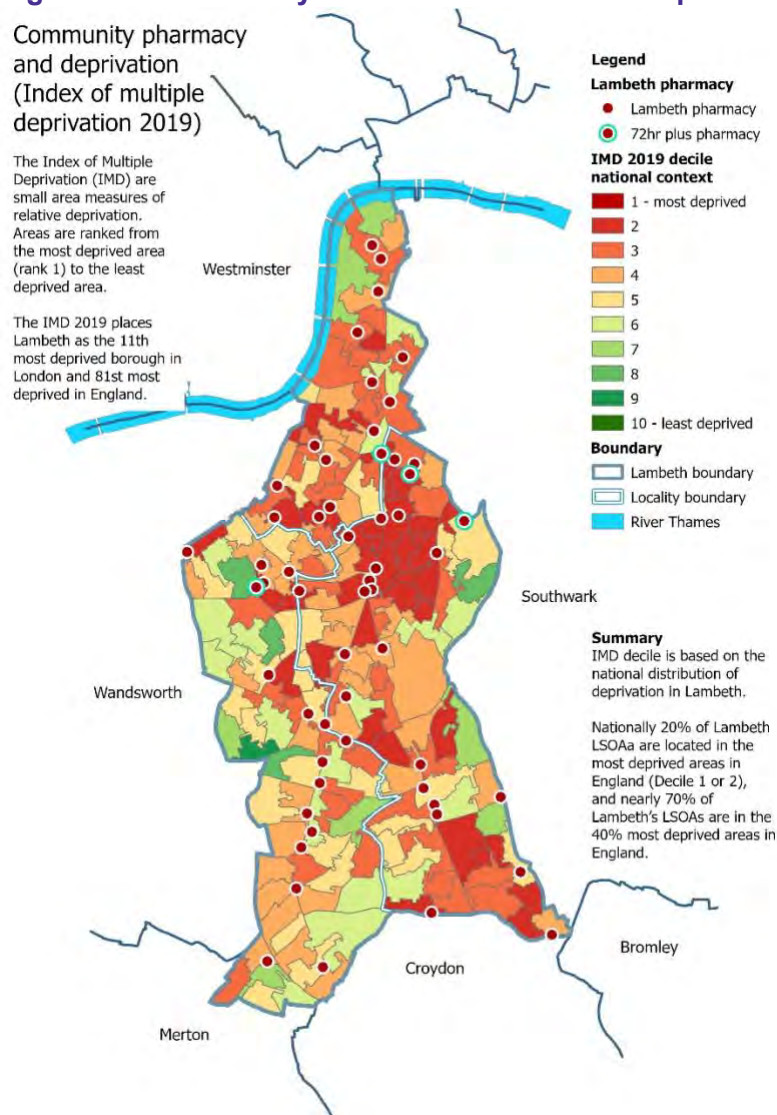 Community pharmacy
and deprivation
(Index of multiple
deprivation 2019)
The Index of Multiple
Deprivation (IMD) are
small area measures of
relative deprivation.
Areas are ranked from
the most deprived area
(rank 1) to the least
deprived area.
The IMD 2019 places
Lambeth as the 11th
most deprived borough in
London and 81st most
deprived in England.
Legend
Lambeth pharmacy
Lambeth pharmacy
72hr plus pharmacy
IMD 2019 decile
national context
1 - most deprived
2
3
4
5
6
7
8
9
10 - least deprived
Boundary
Lambeth boundary
Locality boundary
River Thames
Westminster
Southwark
Wandsworth
Summary
IMD decile is based on the
national distribution of
deprivation in Lambeth.
Nationally 20% of Lambeth
LSOAa are located in the
most deprived areas in
England (Decile 1 or 2),
and nearly 70% of
Lambeth's LSOAs are in the
40% most deprived areas in
England.
Bromley
Croydon
Merton